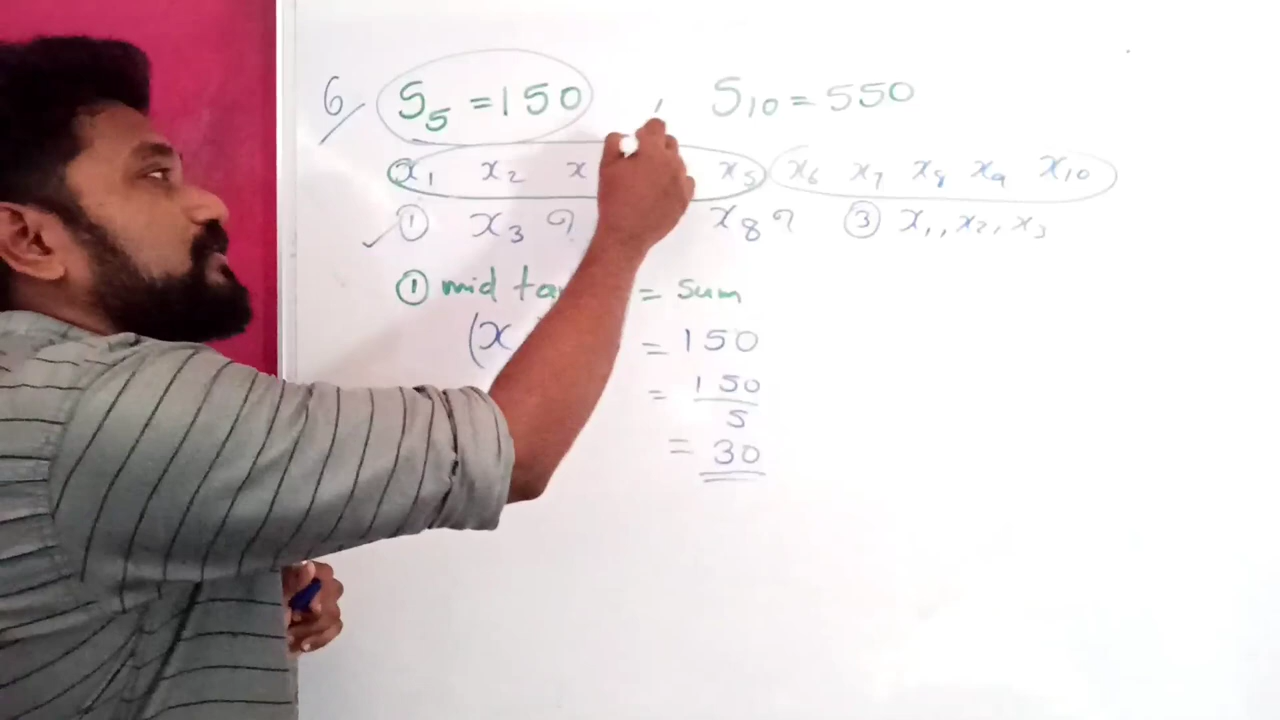 6 S5 = 150 , S10 = 550
x1 x2 x x5 x6 x7 x8 x9 x10
① x3 ? x8 ? ③ x1, x2, x3
① mid = sum
(x = 150
= 150/5
= 30